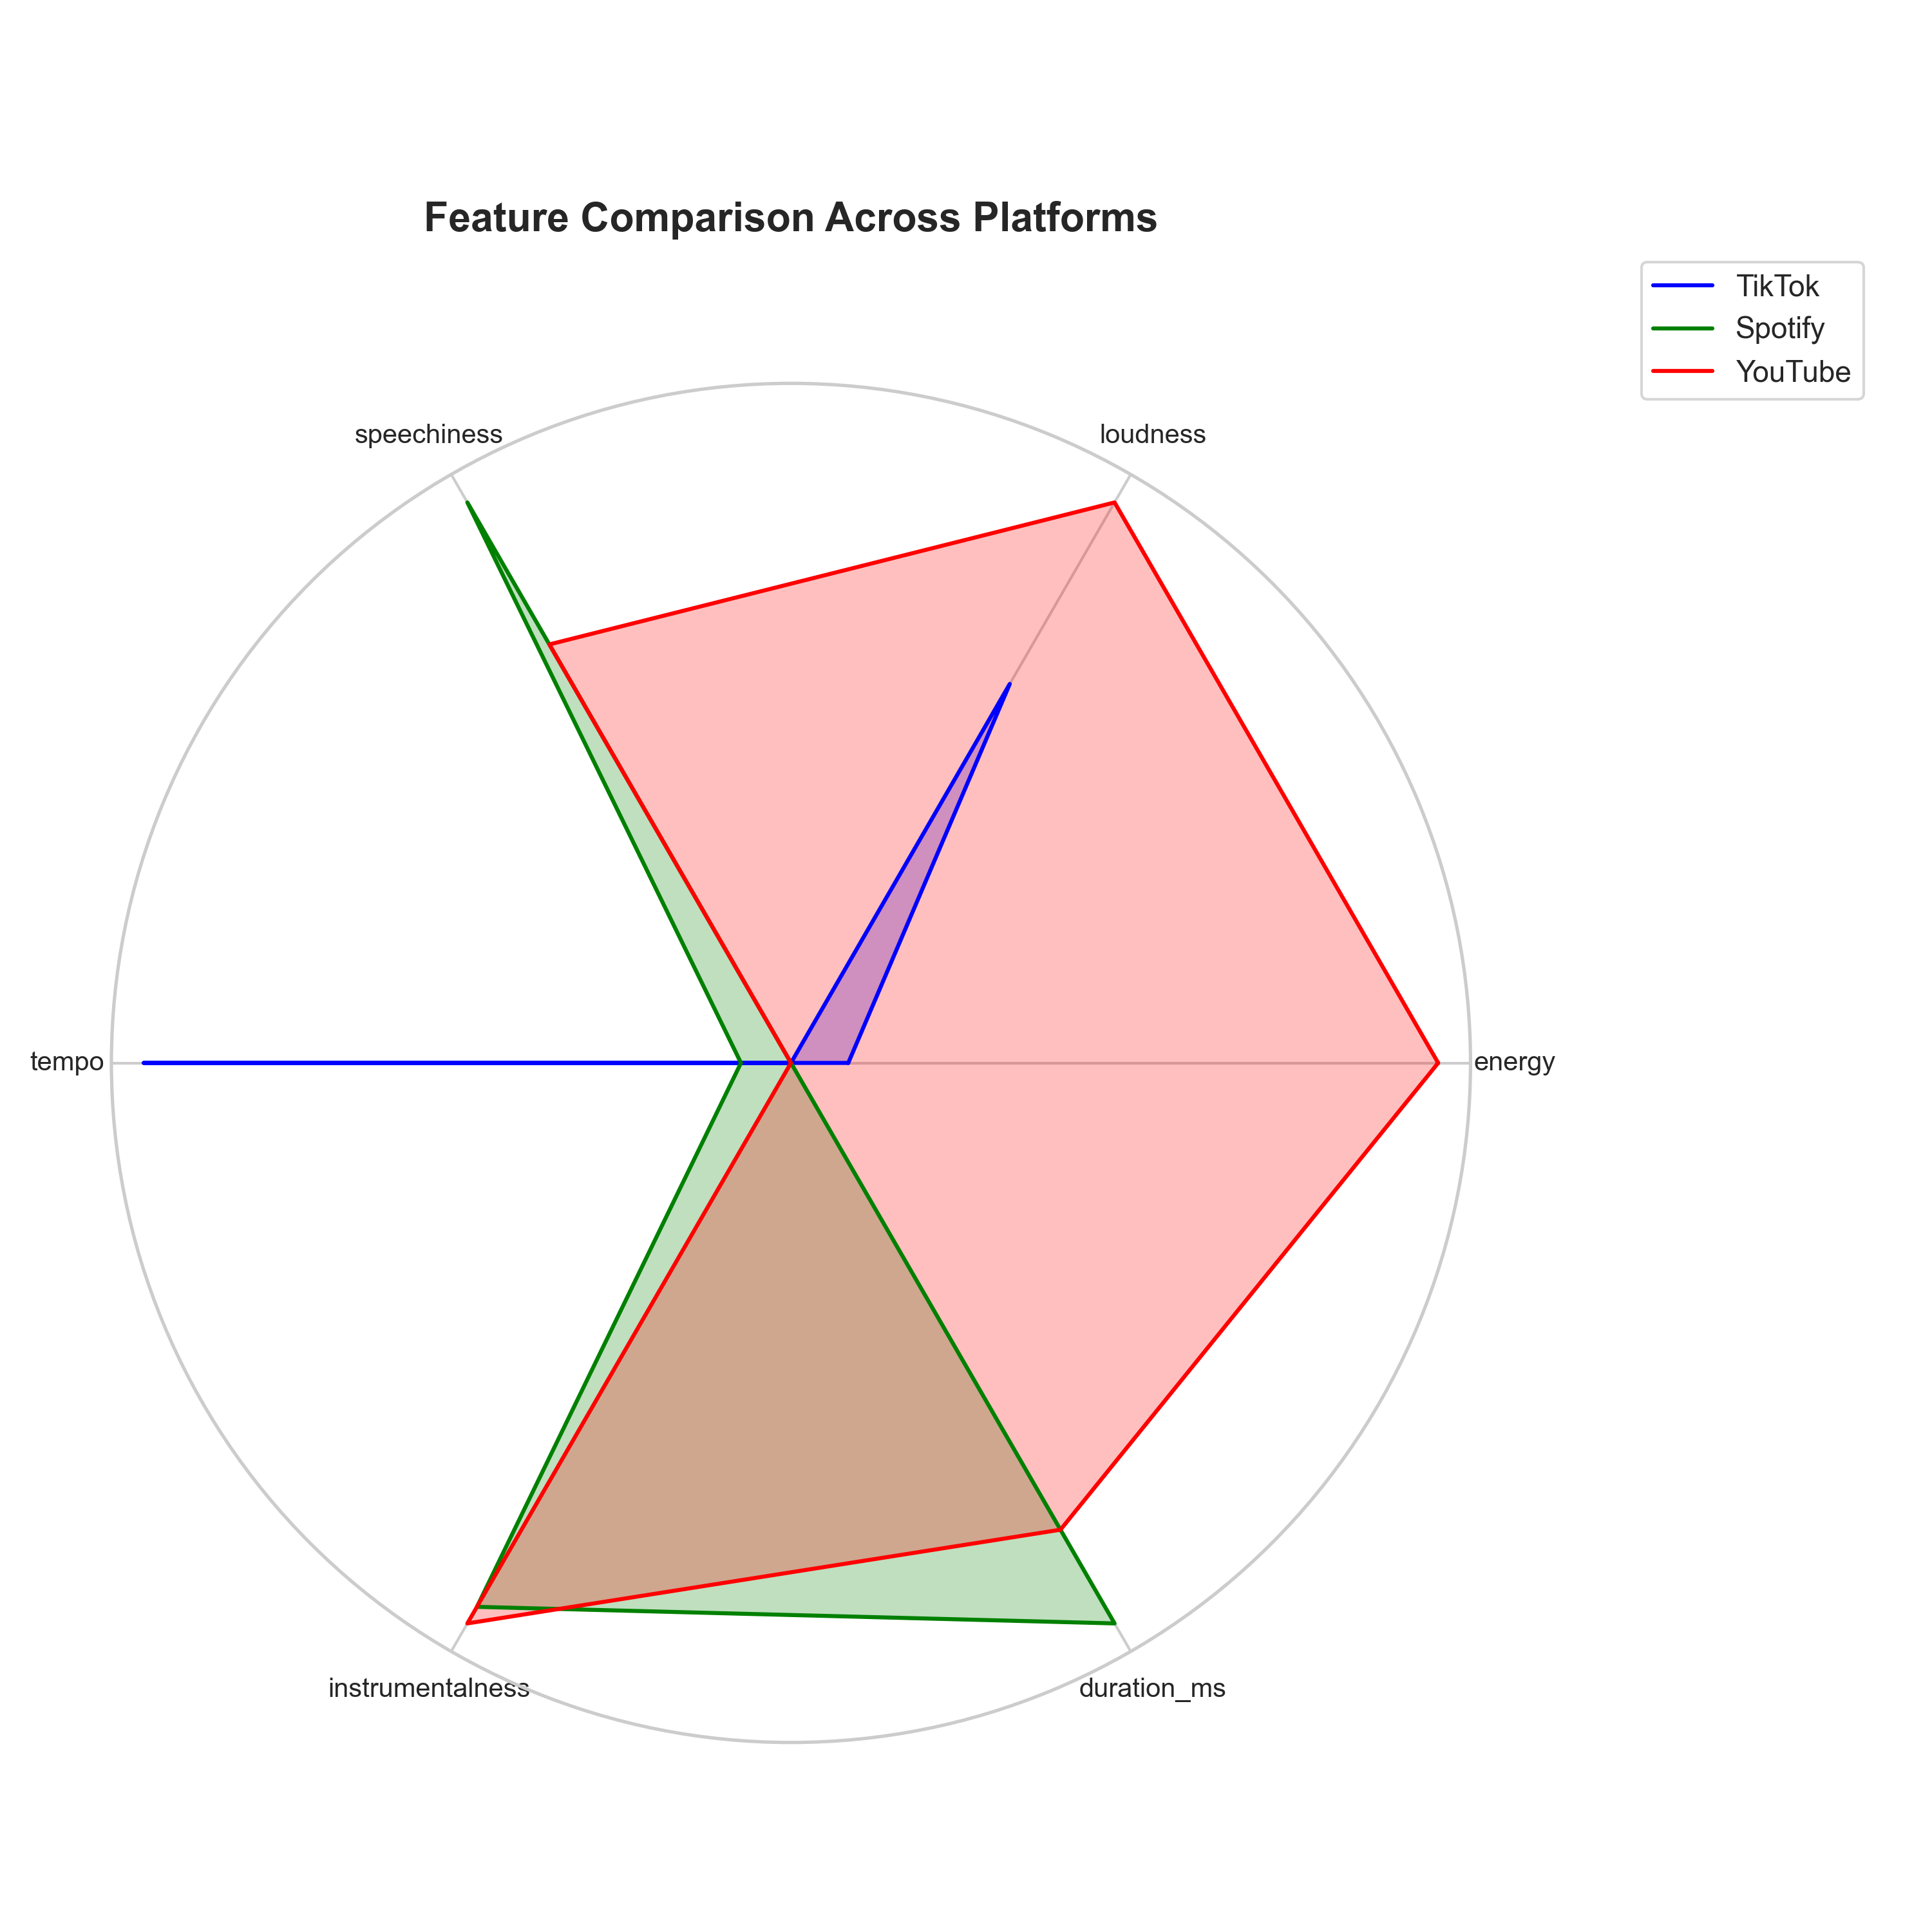 Feature Comparison Across Platforms
TikTok
Spotify
YouTube
speechiness
loudness
tempo
energy
instrumentalness
duration_ms